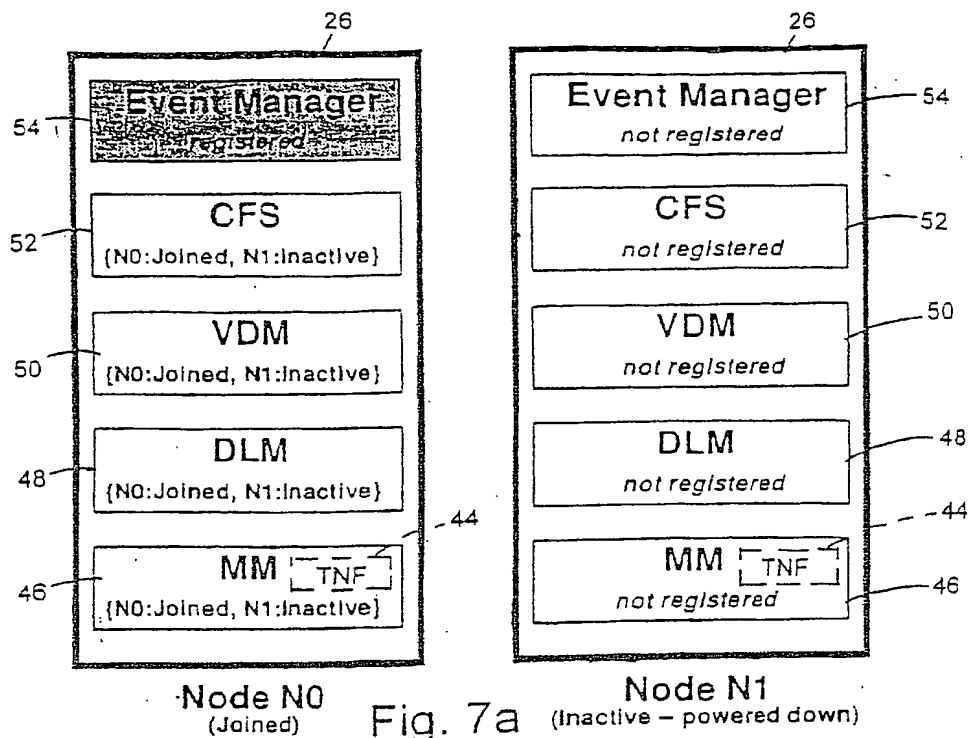 26
Event Manager
registered
54
CFS
{N0:Joined, N1:Inactive}
52
VDM
{N0:Joined, N1:Inactive}
50
DLM
{N0:Joined, N1:Inactive}
48
44
MM
TNF
{N0:Joined, N1:Inactive}
46
Node N0
(Joined)
26
Event Manager
not registered
54
CFS
not registered
52
VDM
not registered
50
DLM
not registered
48
44
MM
TNF
not registered
46
Node N1
(Inactive – powered down)
Fig. 7a